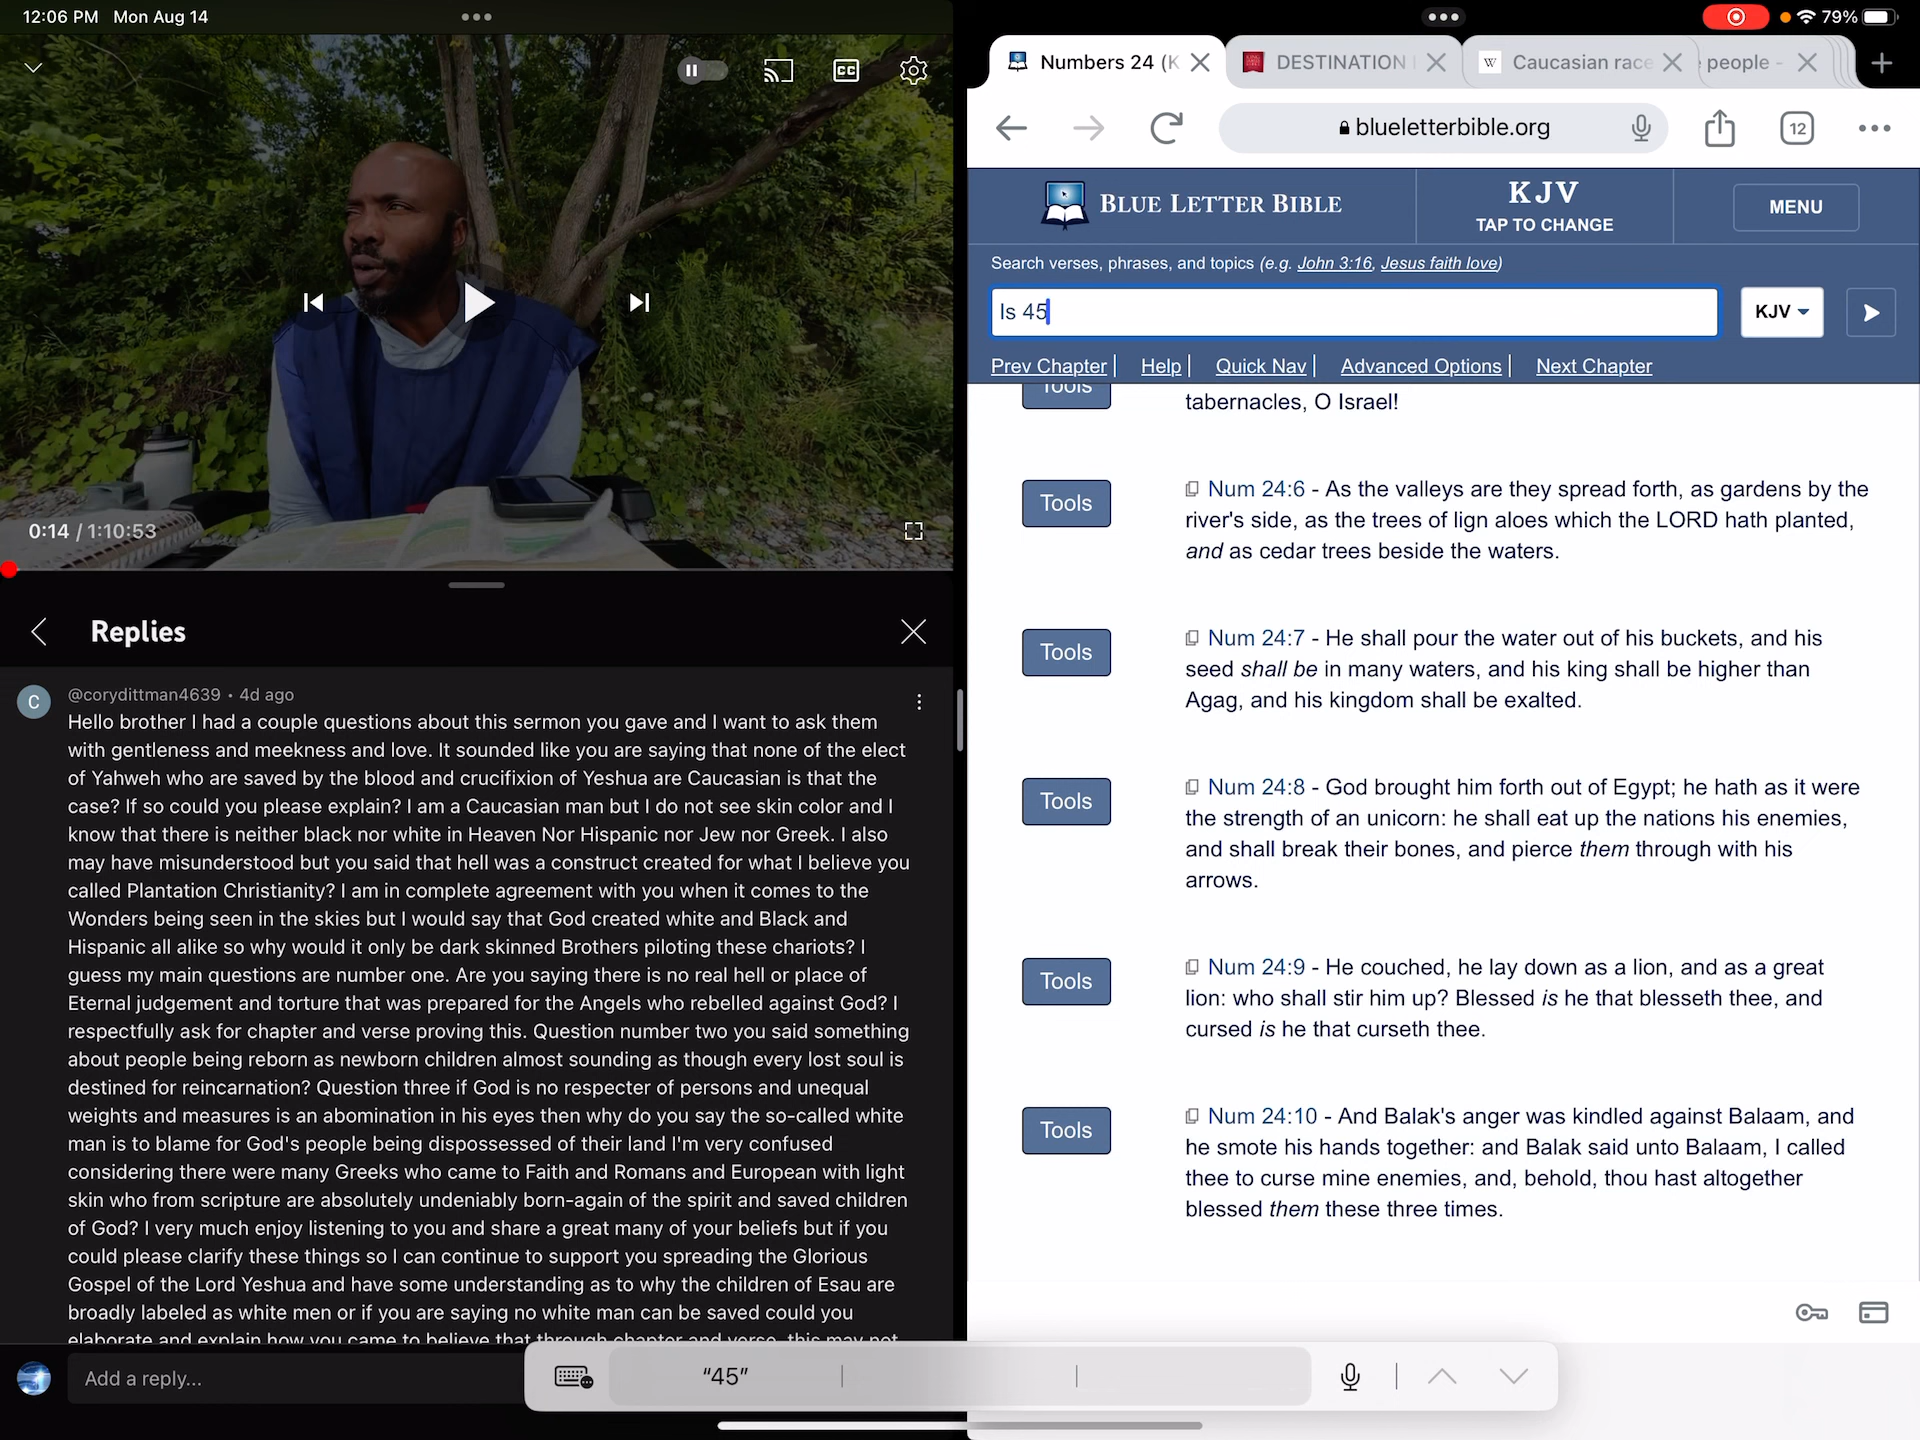 12:06 PM Mon Aug 14
CC
0:14 / 1:10:53
Replies
C
@corydittman4639 • 4d ago
Hello brother I had a couple questions about this sermon you gave and I want to ask them
with gentleness and meekness and love. It sounded like you are saying that none of the elect
of Yahweh who are saved by the blood and crucifixion of Yeshua are Caucasian is that the
case? If so could you please explain? I am a Caucasian man but I do not see skin color and I
know that there is neither black nor white in Heaven Nor Hispanic nor Jew nor Greek. I also
may have misunderstood but you said that hell was a construct created for what I believe you
called Plantation Christianity? I am in complete agreement with you when it comes to the
Wonders being seen in the skies but I would say that God created white and Black and
Hispanic all alike so why would it only be dark skinned Brothers piloting these chariots? I
guess my main questions are number one. Are you saying there is no real hell or place of
Eternal judgement and torture that was prepared for the Angels who rebelled against God? I
respectfully ask for chapter and verse proving this. Question number two you said something
about people being reborn as newborn children almost sounding as though every lost soul is
destined for reincarnation? Question three if God is no respecter of persons and unequal
weights and measures is an abomination in his eyes then why do you say the so-called white
man is to blame for God's people being dispossessed of their land I'm very confused
considering there were many Greeks who came to Faith and Romans and European with light
skin who from scripture are absolutely undeniably born-again of the spirit and saved children
of God? I very much enjoy listening to you and share a great many of your beliefs but if you
could please clarify these things so I can continue to support you spreading the Glorious
Gospel of the Lord Yeshua and have some understanding as to why the children of Esau are
broadly labeled as white men or if you are saying no white man can be saved could you
elaborate and explain how you came to believe that through chapter and verse, this may not
Add a reply...
79%
Numbers 24 (K
DESTINATION
Caucasian race
people -
blueletterbible.org
12
BLUE LETTER BIBLE
KJV
TAP TO CHANGE
MENU
Search verses, phrases, and topics (e.g. John 3:16, Jesus faith love)
Is 45
KJV
Prev Chapter | Help | Quick Nav | Advanced Options | Next Chapter
Tools
tabernacles, O Israel!
Tools
Num 24:6 - As the valleys are they spread forth, as gardens by the
river's side, as the trees of lign aloes which the LORD hath planted,
and as cedar trees beside the waters.
Tools
Num 24:7 - He shall pour the water out of his buckets, and his
seed shall be in many waters, and his king shall be higher than
Agag, and his kingdom shall be exalted.
Tools
Num 24:8 - God brought him forth out of Egypt; he hath as it were
the strength of an unicorn: he shall eat up the nations his enemies,
and shall break their bones, and pierce them through with his
arrows.
Tools
Num 24:9 - He couched, he lay down as a lion, and as a great
lion: who shall stir him up? Blessed is he that blesseth thee, and
cursed is he that curseth thee.
Tools
Num 24:10 - And Balak's anger was kindled against Balaam, and
he smote his hands together: and Balak said unto Balaam, I called
thee to curse mine enemies, and, behold, thou hast altogether
blessed them these three times.
“45”